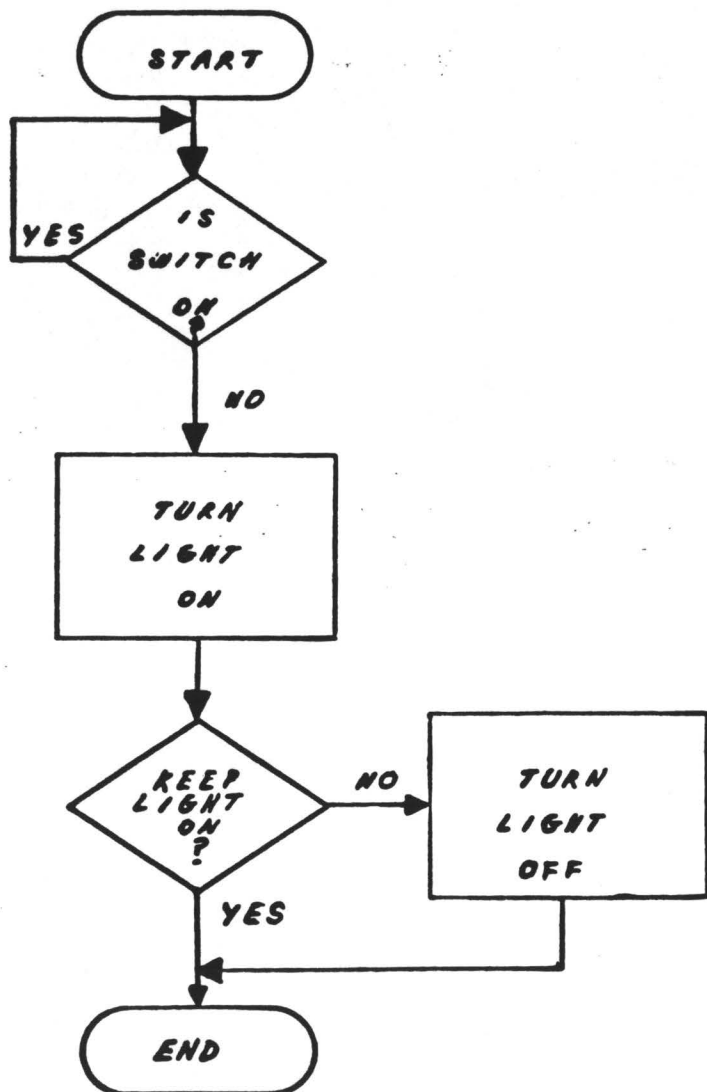 START
YES
IS
SWITCH
ON
?
NO
TURN
LIGHT
ON
KEEP
LIGHT
ON
?
NO
TURN
LIGHT
OFF
YES
END